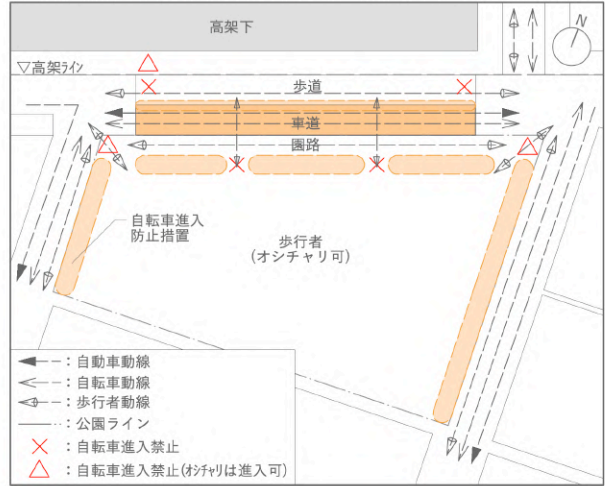 高架下
N
▽高架ライン
歩道
車道
園路
自転車進入
防止措置
歩行者
(オシチャリ可)
：自動車動線
：自転車動線
：歩行者動線
：公園ライン
：自転車進入禁止
：自転車進入禁止(オシチャリは進入可)